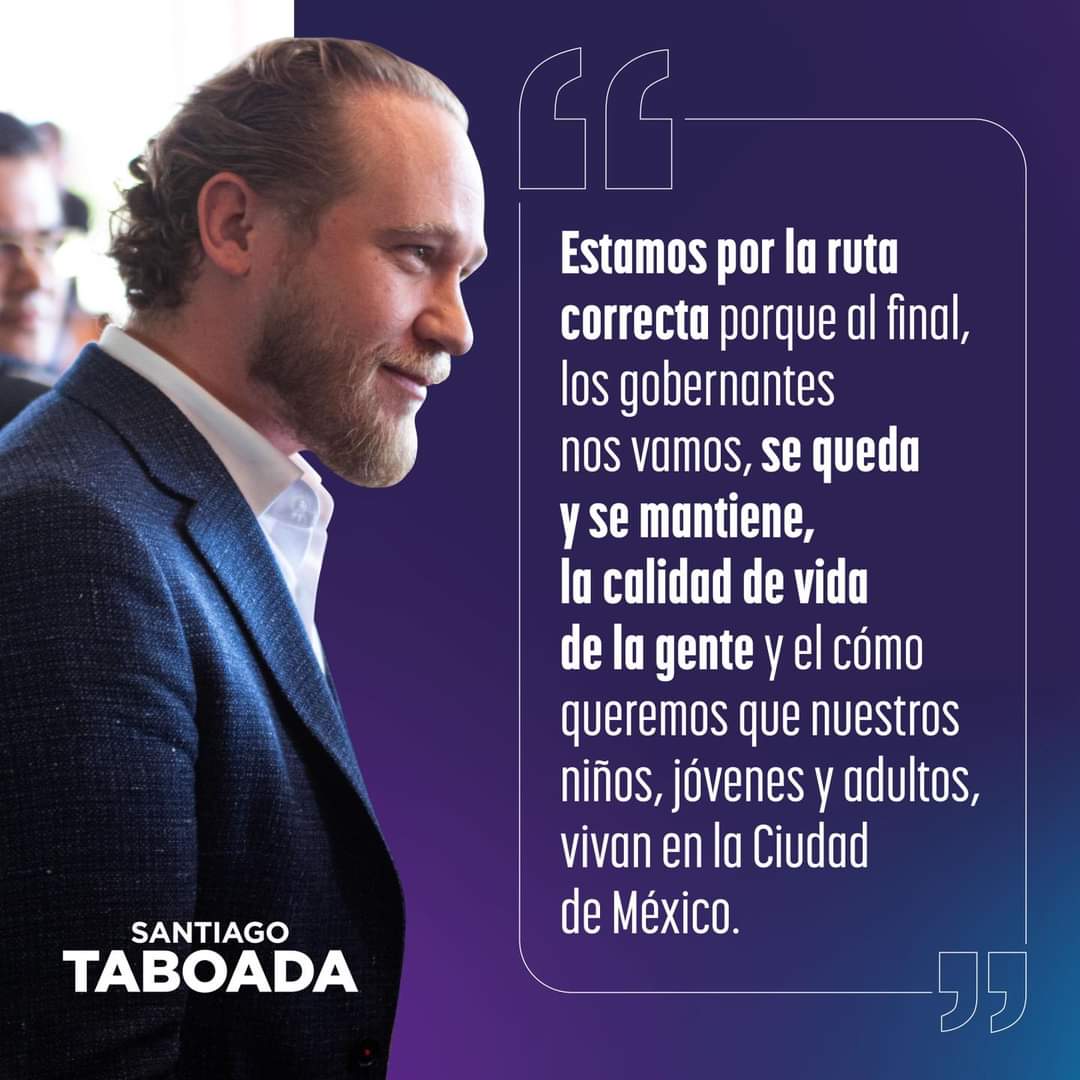 Estamos por la ruta
correcta porque al final,
los gobernantes
nos vamos, se queda
y se mantiene,
la calidad de vida
de la gente y el cómo
queremos que nuestros
niños, jóvenes y adultos,
vivan en la Ciudad
de México.
SANTIAGO
TABOADA